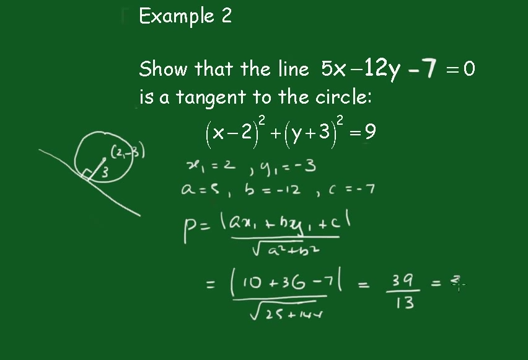 Example 2
Show that the line 5x − 12y − 7 = 0
is a tangent to the circle:
(x−2)² + (y+3)² = 9
(2,-3)
3
x₁ = 2 , y₁ = -3
a = 5 , b = -12 , c = -7
p = |ax₁ + by₁ + c| / √(a² + b²)
= |10 + 36 - 7| / √(25 + 144) = 39/13 =